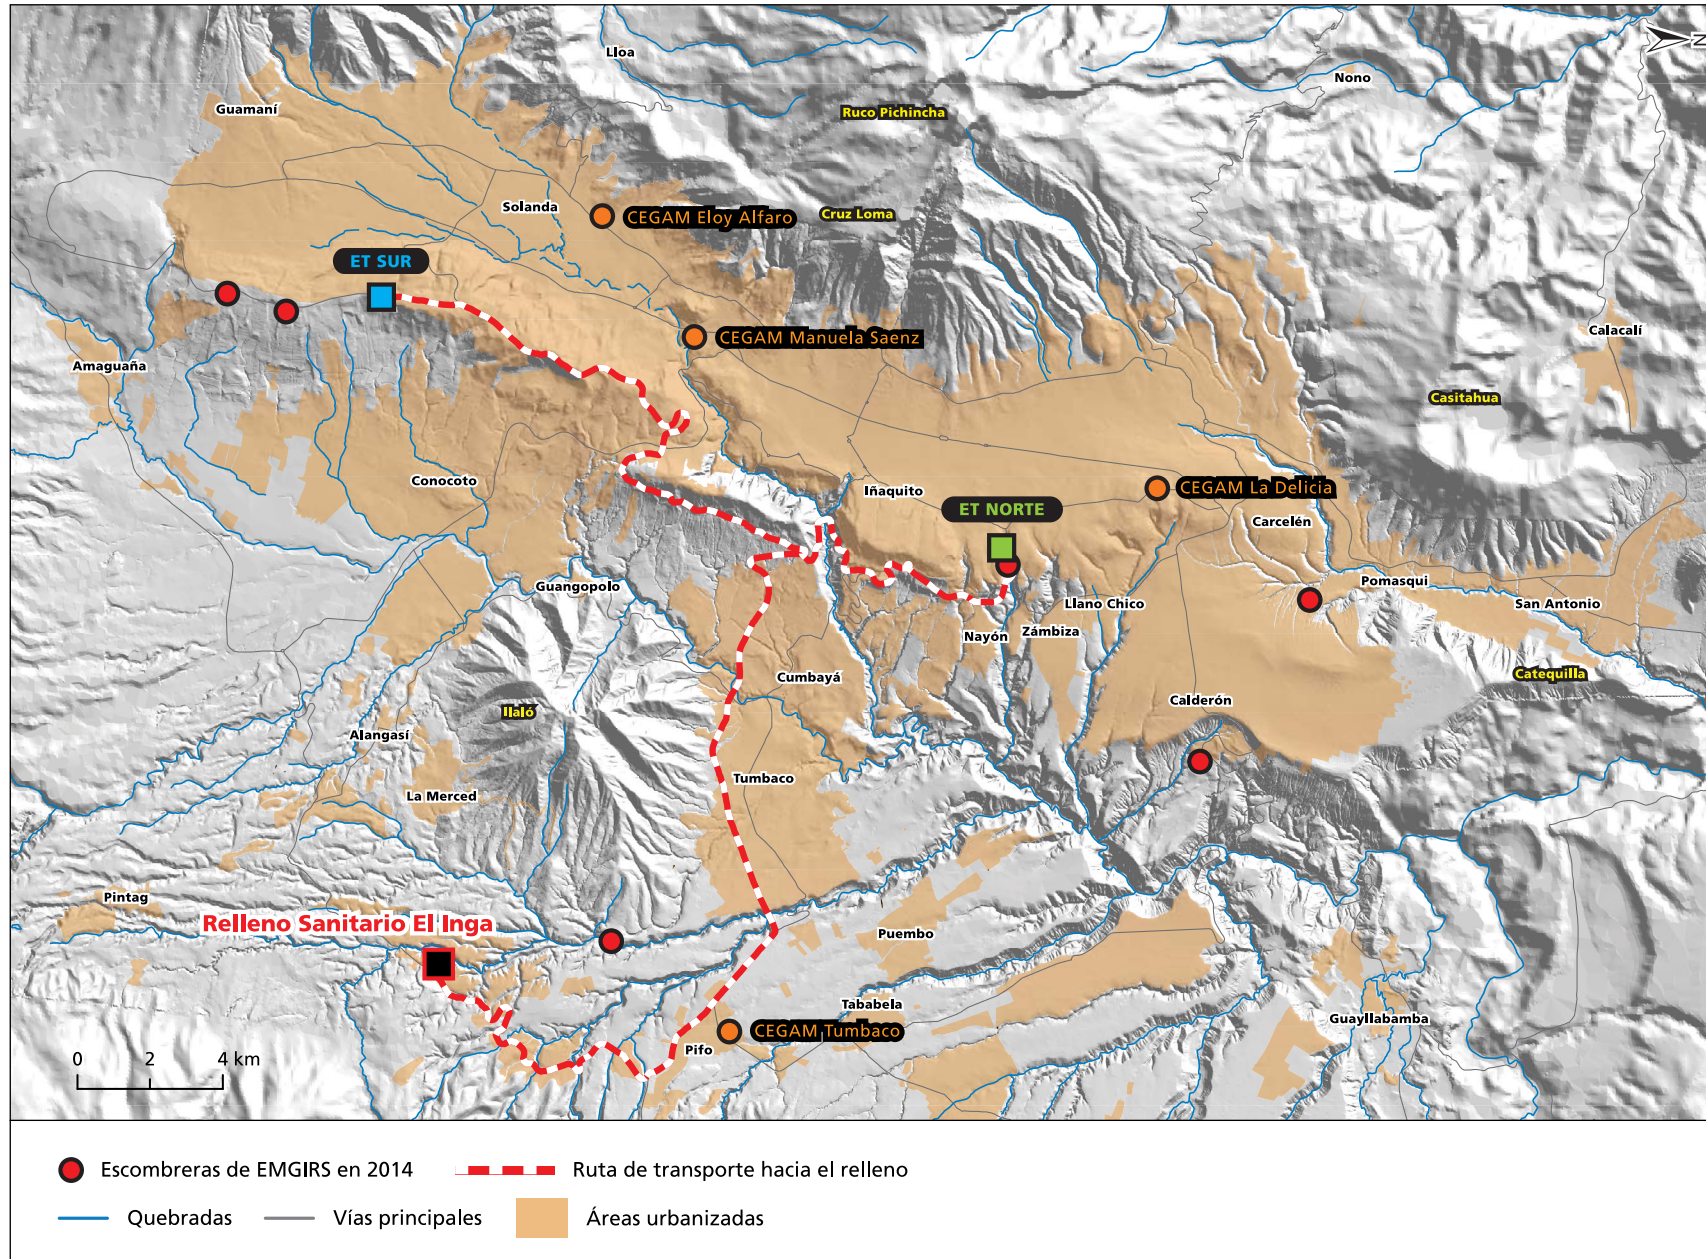 N
Lloa
Nono
Guamaní
Ruco Pichincha
Solanda
CEGAM Eloy Alfaro
Cruz Loma
ET SUR
CEGAM Manuela Saenz
Calacalí
Amaguaña
Casitahua
Conocoto
Iñaquito
CEGAM La Delicia
ET NORTE
Carcelén
Guangopolo
Pomasqui
Llano Chico
San Antonio
Nayón
Zámbiza
Cumbayá
Catequilla
Ilaló
Calderón
Alangasí
Tumbaco
La Merced
Pintag
Relleno Sanitario El Inga
Puembo
Tababela
Guayllabamba
CEGAM Tumbaco
Pifo
0 2 4 km
Escombreras de EMGIRS en 2014
Ruta de transporte hacia el relleno
Quebradas
Vías principales
Áreas urbanizadas